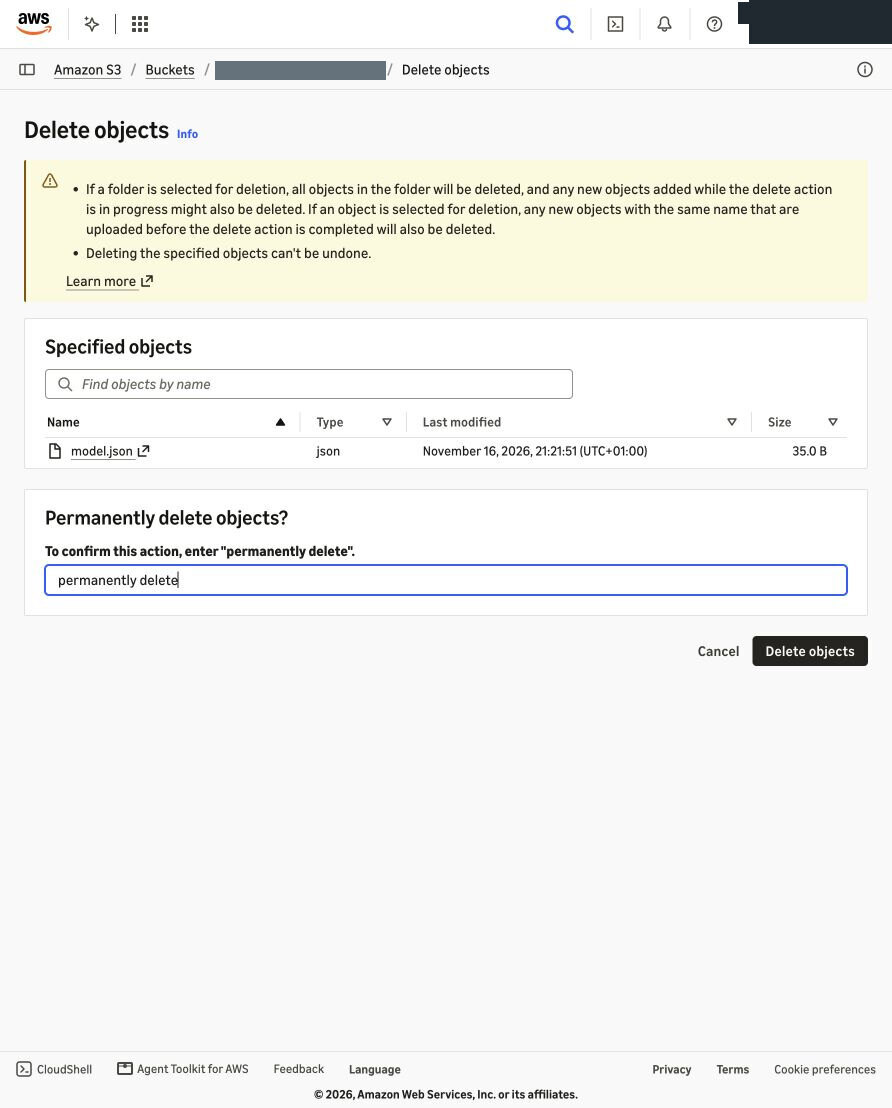 aws
Amazon S3 / Buckets / / Delete objects
Delete objects Info
• If a folder is selected for deletion, all objects in the folder will be deleted, and any new objects added while the delete action
is in progress might also be deleted. If an object is selected for deletion, any new objects with the same name that are
uploaded before the delete action is completed will also be deleted.
• Deleting the specified objects can't be undone.
Learn more
Specified objects
Find objects by name
Name Type Last modified Size
model.json json November 16, 2026, 21:21:51 (UTC+01:00) 35.0 B
Permanently delete objects?
To confirm this action, enter "permanently delete".
permanently delete
Cancel Delete objects
CloudShell Agent Toolkit for AWS Feedback Language Privacy Terms Cookie preferences
© 2026, Amazon Web Services, Inc. or its affiliates.